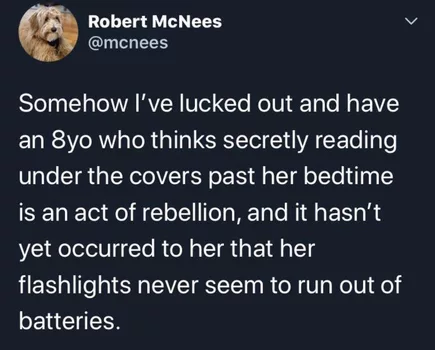 Robert McNees
@mcnees
Somehow I’ve lucked out and have
an 8yo who thinks secretly reading
under the covers past her bedtime
is an act of rebellion, and it hasn’t
yet occurred to her that her
flashlights never seem to run out of
batteries.